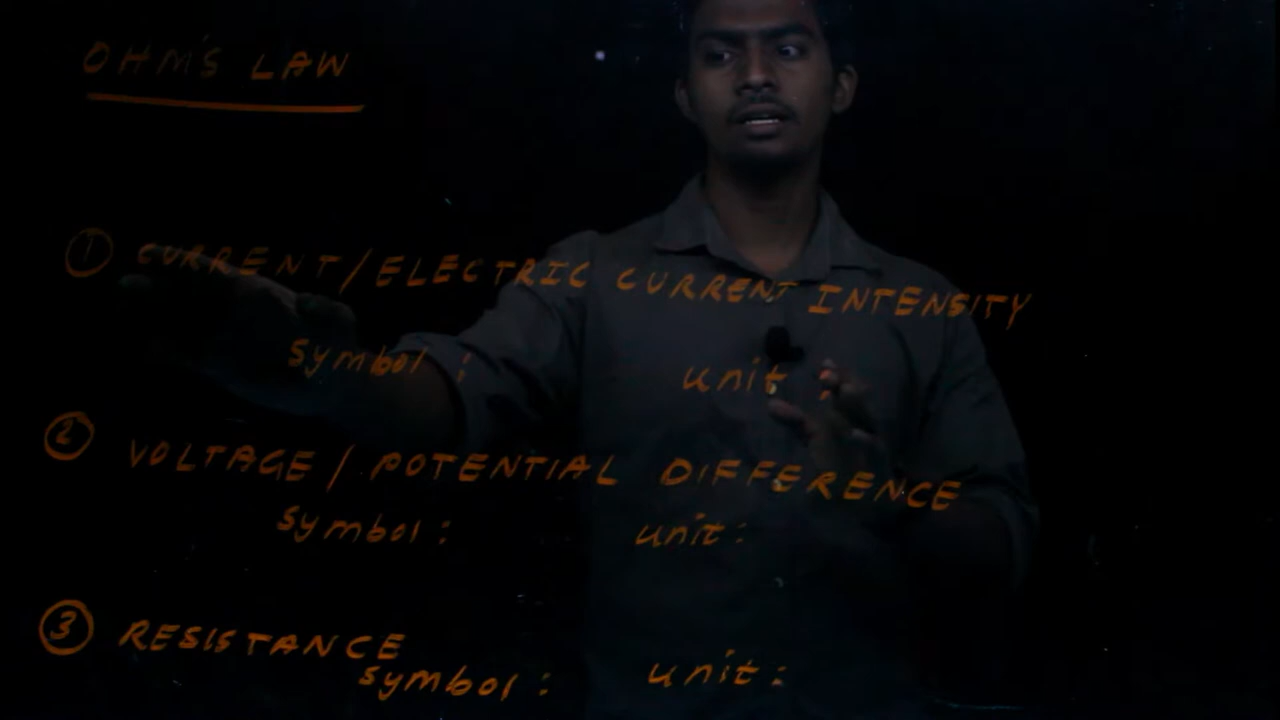 OHM'S LAW
① CURRENT/ELECTRIC CURRENT INTENSITY
symbol : unit :
② VOLTAGE / POTENTIAL DIFFERENCE
symbol : unit :
③ RESISTANCE
symbol : unit :